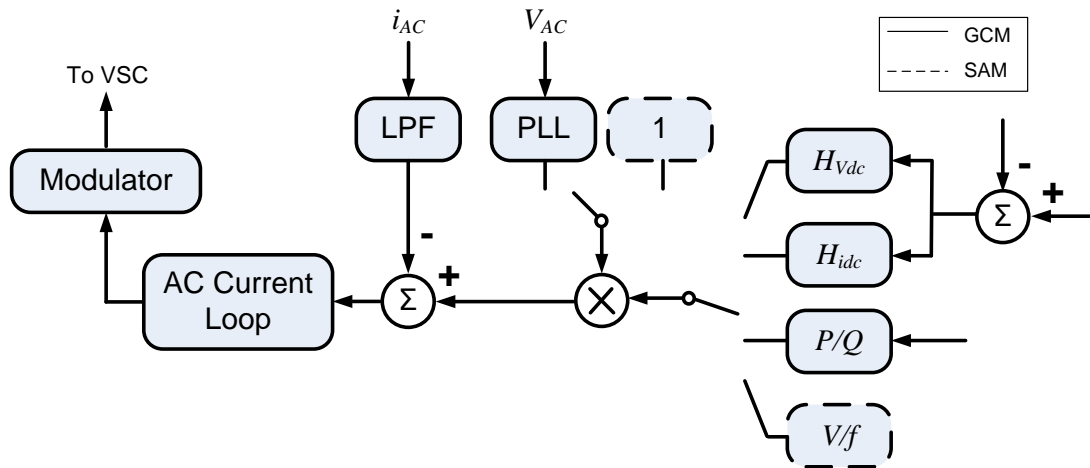 i_AC
V_AC
GCM
SAM
To VSC
LPF
PLL
1
H_Vdc
Modulator
-
-
+
Σ
H_idc
AC Current
Loop
+
Σ
P/Q
V/f